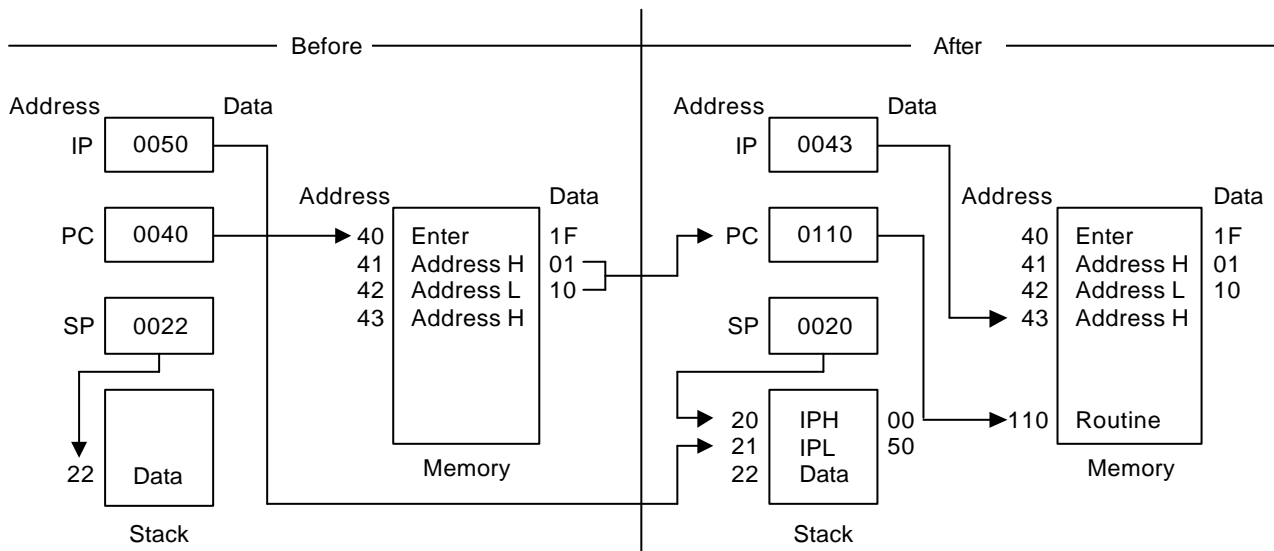 Before
After
Address Data
IP 0050
Address Data
PC 0040
40 Enter 1F
41 Address H 01
42 Address L 10
43 Address H
SP 0022
22 Data
Memory
Stack
Address Data
IP 0043
Address Data
PC 0110
40 Enter 1F
41 Address H 01
42 Address L 10
43 Address H
SP 0020
20 IPH 00
21 IPL 50
22 Data
110 Routine
Memory
Stack